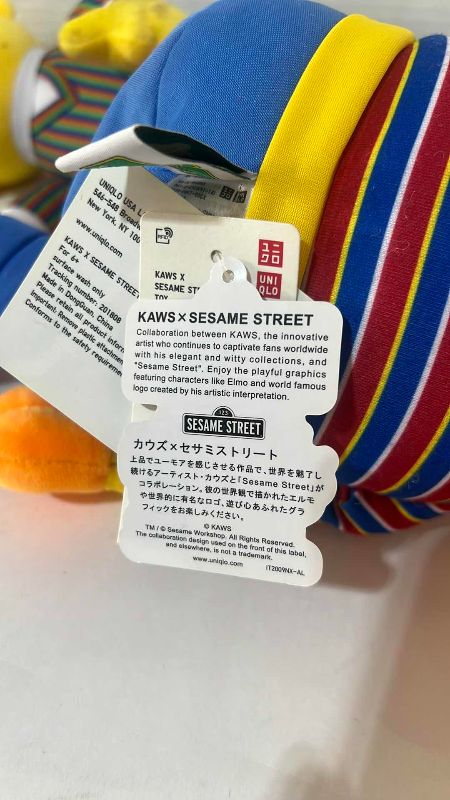 UNIQLO USA L
546-548 Broadw
New York, NY 100
www.uniqlo.
KAWS X SESAME STREET
For 6+
surface wash only
Tracking number: 201808
Made in DongGuan, China
Please retain all product inform
important: Remove plastic attachmen
Conforms to the safety requiremen
KAWS X
SESAME STR
TOY
ユニ
クロ
UNI
QLO
KAWS×SESAME STREET
Collaboration between KAWS, the innovative
artist who continues to captivate fans worldwide
with his elegant and witty collections, and
"Sesame Street". Enjoy the playful graphics
featuring characters like Elmo and world famous
logo created by his artistic interpretation.
123
SESAME STREET
カウズ×セサミストリート
上品でユーモアを感じさせる作品で、世界を魅了し
続けるアーティスト・カウズと「Sesame Street」が
コラボレーション。彼の世界観で描かれたエルモ
や世界的に有名なロゴ。遊び心あふれたグラ
フィックをお楽しみください。
© KAWS
TM / © Sesame Workshop. All Rights Reserved.
The collaboration design used on the front of this label,
and elsewhere, is not a trademark.
www.uniqlo.com
IT2009NX-AL